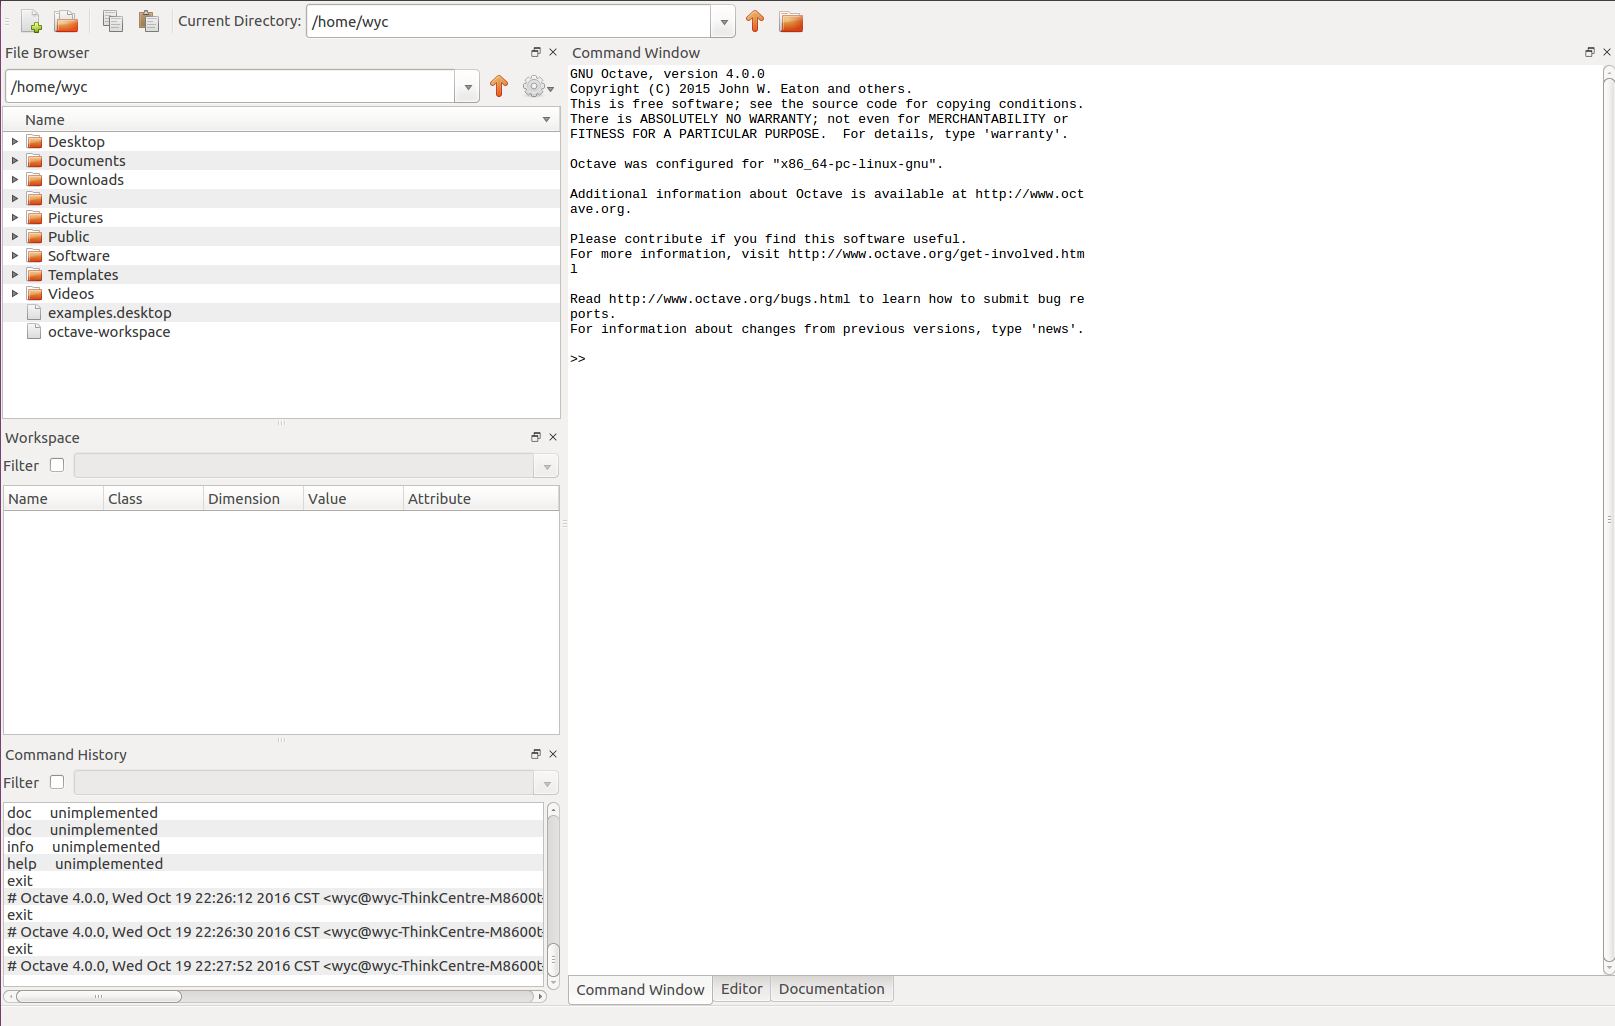 Current Directory: /home/wyc
File Browser
/home/wyc
Name
Desktop
Documents
Downloads
Music
Pictures
Public
Software
Templates
Videos
examples.desktop
octave-workspace
Workspace
Filter
Name Class Dimension Value Attribute
Command History
Filter
doc unimplemented
doc unimplemented
info unimplemented
help unimplemented
exit
# Octave 4.0.0, Wed Oct 19 22:26:12 2016 CST <wyc@wyc-ThinkCentre-M8600t-
exit
# Octave 4.0.0, Wed Oct 19 22:26:30 2016 CST <wyc@wyc-ThinkCentre-M8600t-
exit
# Octave 4.0.0, Wed Oct 19 22:27:52 2016 CST <wyc@wyc-ThinkCentre-M8600t-
Command Window
GNU Octave, version 4.0.0
Copyright (C) 2015 John W. Eaton and others.
This is free software; see the source code for copying conditions.
There is ABSOLUTELY NO WARRANTY; not even for MERCHANTABILITY or
FITNESS FOR A PARTICULAR PURPOSE.  For details, type 'warranty'.
Octave was configured for "x86_64-pc-linux-gnu".
Additional information about Octave is available at http://www.oct
ave.org.
Please contribute if you find this software useful.
For more information, visit http://www.octave.org/get-involved.htm
l
Read http://www.octave.org/bugs.html to learn how to submit bug re
ports.
For information about changes from previous versions, type 'news'.
>>
Command Window Editor Documentation